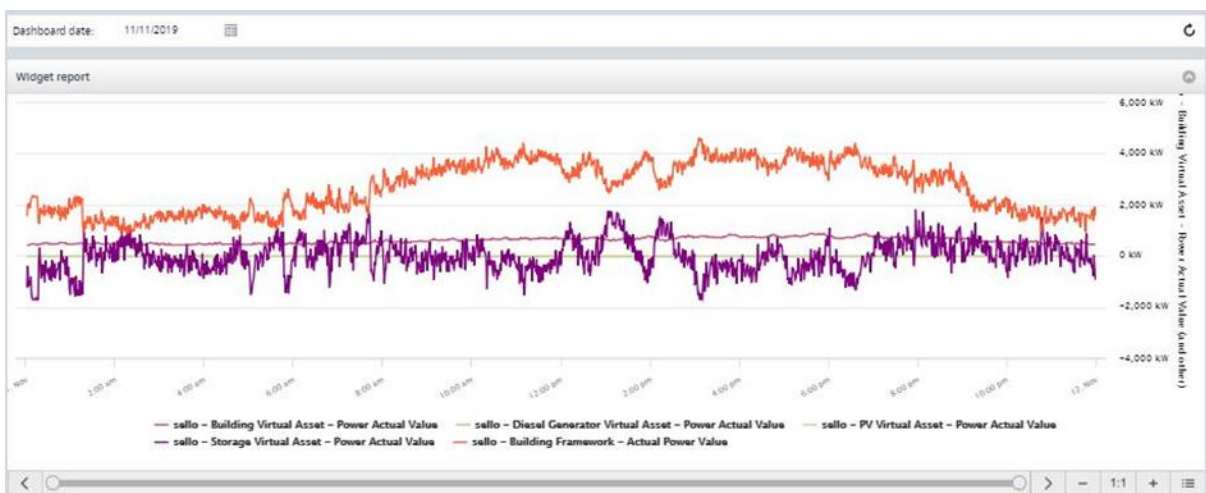 Dashboard date: 11/11/2019
Widget report
6,000 kW
4,000 kW
2,000 kW
0 kW
-2,000 kW
-4,000 kW
- Building Virtual Asset - Power Actual Value (and other)
. Nov 2:00 am 4:00 am 6:00 am 8:00 am 10:00 am 12:00 pm 2:00 pm 4:00 pm 6:00 pm 8:00 pm 10:00 pm 12. Nov
sello - Building Virtual Asset - Power Actual Value sello - Diesel Generator Virtual Asset - Power Actual Value sello - PV Virtual Asset - Power Actual Value
sello - Storage Virtual Asset - Power Actual Value sello - Building Framework - Actual Power Value
1:1